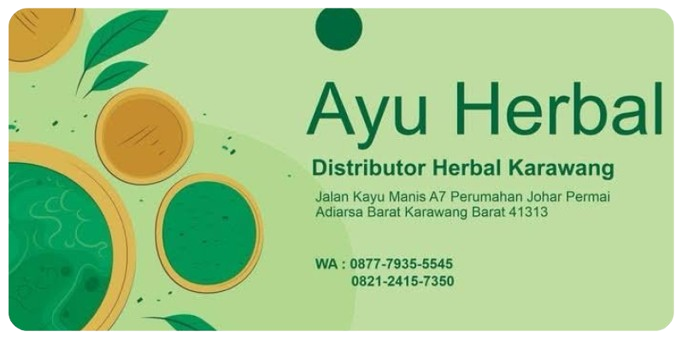 Ayu Herbal
Distributor Herbal Karawang
Jalan Kayu Manis A7 Perumahan Johar Permai
Adiarsa Barat Karawang Barat 41313
WA : 0877-7935-5545
0821-2415-7350